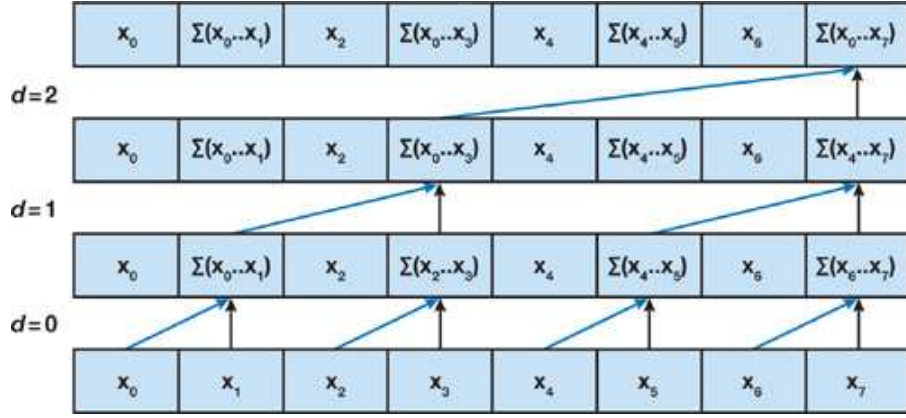 x₀ ∑(x₀..x₁) x₂ ∑(x₀..x₃) x₄ ∑(x₄..x₅) x₆ ∑(x₀..x₇)
d=2
x₀ ∑(x₀..x₁) x₂ ∑(x₀..x₃) x₄ ∑(x₄..x₅) x₆ ∑(x₄..x₇)
d=1
x₀ ∑(x₀..x₁) x₂ ∑(x₂..x₃) x₄ ∑(x₄..x₅) x₆ ∑(x₆..x₇)
d=0
x₀ x₁ x₂ x₃ x₄ x₅ x₆ x₇